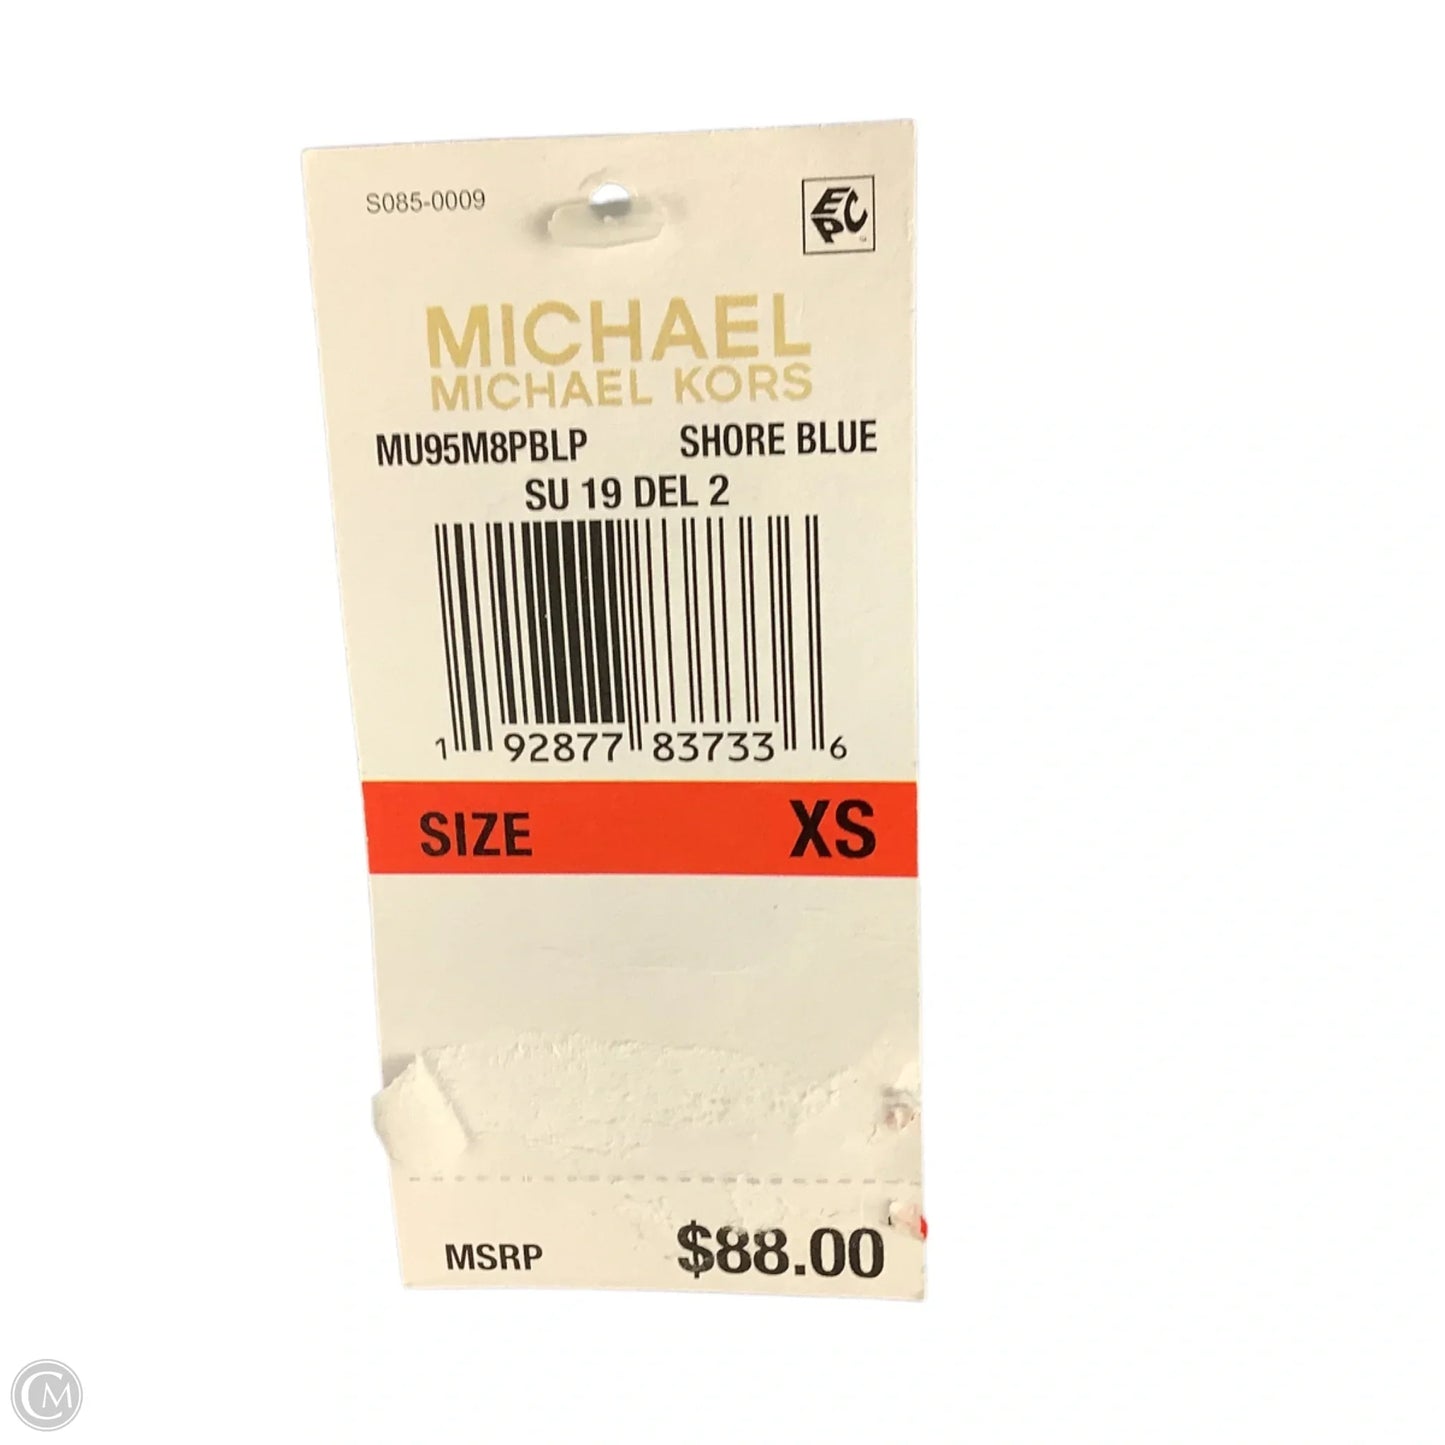 S085-0009
EPC
MICHAEL
MICHAEL KORS
MU95M8PBLP SHORE BLUE
SU 19 DEL 2
1 92877 83733 6
SIZE XS
MSRP $88.00
CM